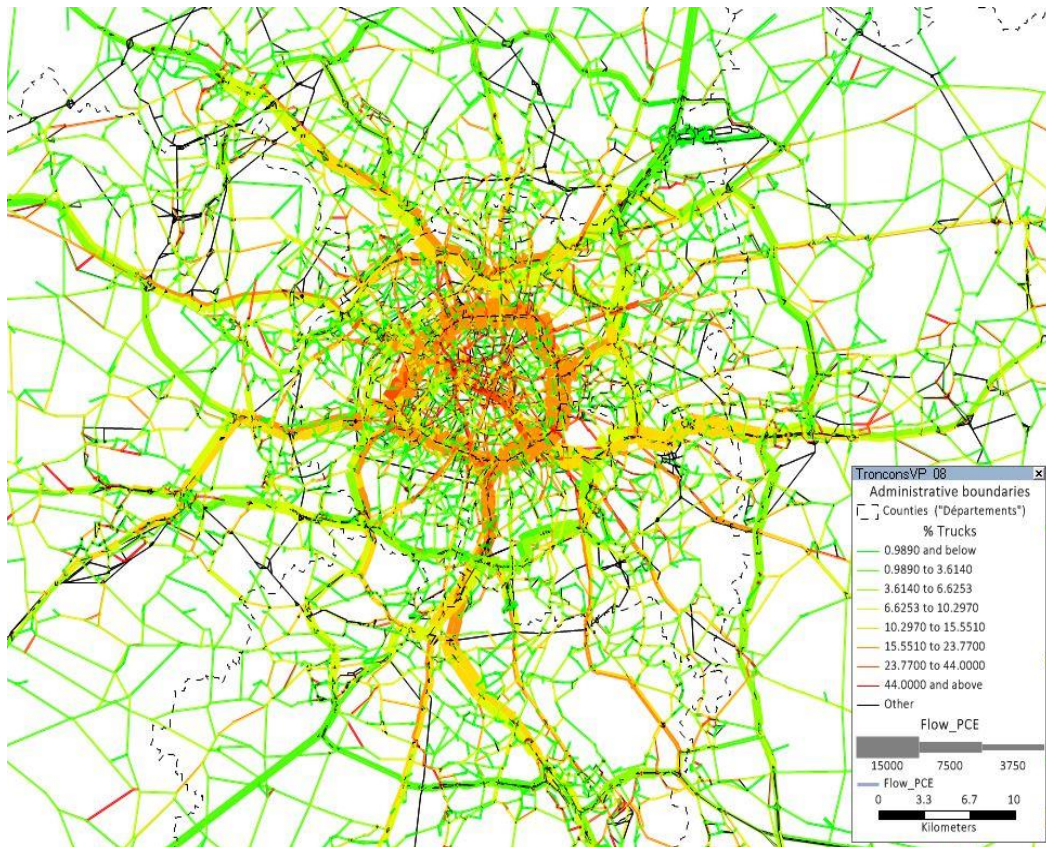 TronconsVP 08
Administrative boundaries
Counties ("Départements")
% Trucks
0.9890 and below
0.9890 to 3.6140
3.6140 to 6.6253
6.6253 to 10.2970
10.2970 to 15.5510
15.5510 to 23.7700
23.7700 to 44.0000
44.0000 and above
Other
Flow_PCE
15000 7500 3750
Flow_PCE
0 3.3 6.7 10
Kilometers